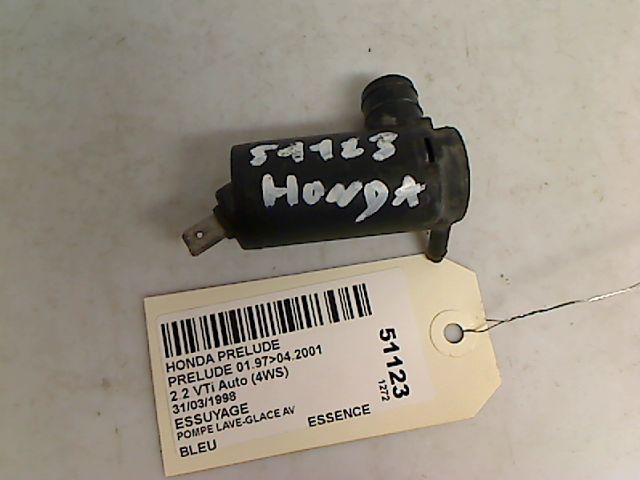 51123
HONDA
HONDA PRELUDE
PRELUDE 01.97>04.2001
2.2 VTi Auto (4WS)
31/03/1998
ESSUYAGE
POMPE LAVE-GLACE AV
BLEU
ESSENCE
51123
1272